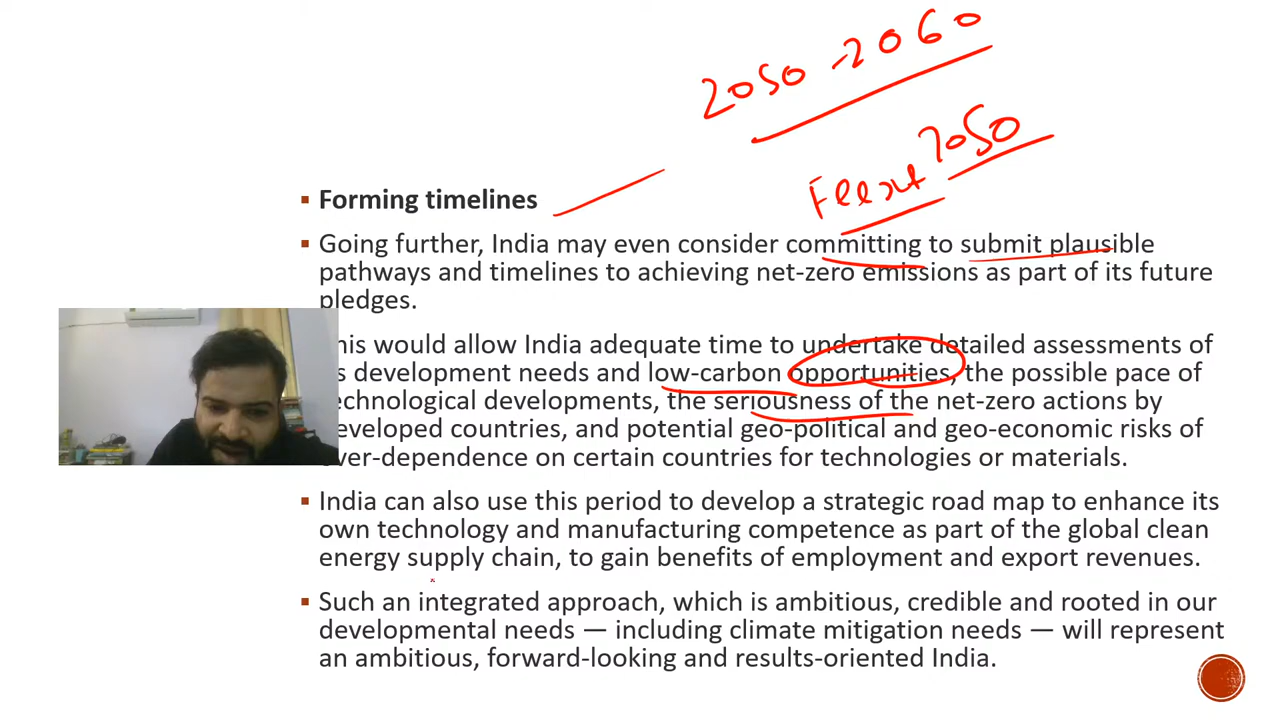 2050-2060
2050
Forming timelines
Going further, India may even consider committing to submit plausible
pathways and timelines to achieving net-zero emissions as part of its future
pledges.
his would allow India adequate time to undertake detailed assessments of
s development needs and low-carbon opportunities, the possible pace of
echnological developments, the seriousness of the net-zero actions by
eveloped countries, and potential geo-political and geo-economic risks of
ver-dependence on certain countries for technologies or materials.
India can also use this period to develop a strategic road map to enhance its
own technology and manufacturing competence as part of the global clean
energy supply chain, to gain benefits of employment and export revenues.
Such an integrated approach, which is ambitious, credible and rooted in our
developmental needs — including climate mitigation needs — will represent
an ambitious, forward-looking and results-oriented India.